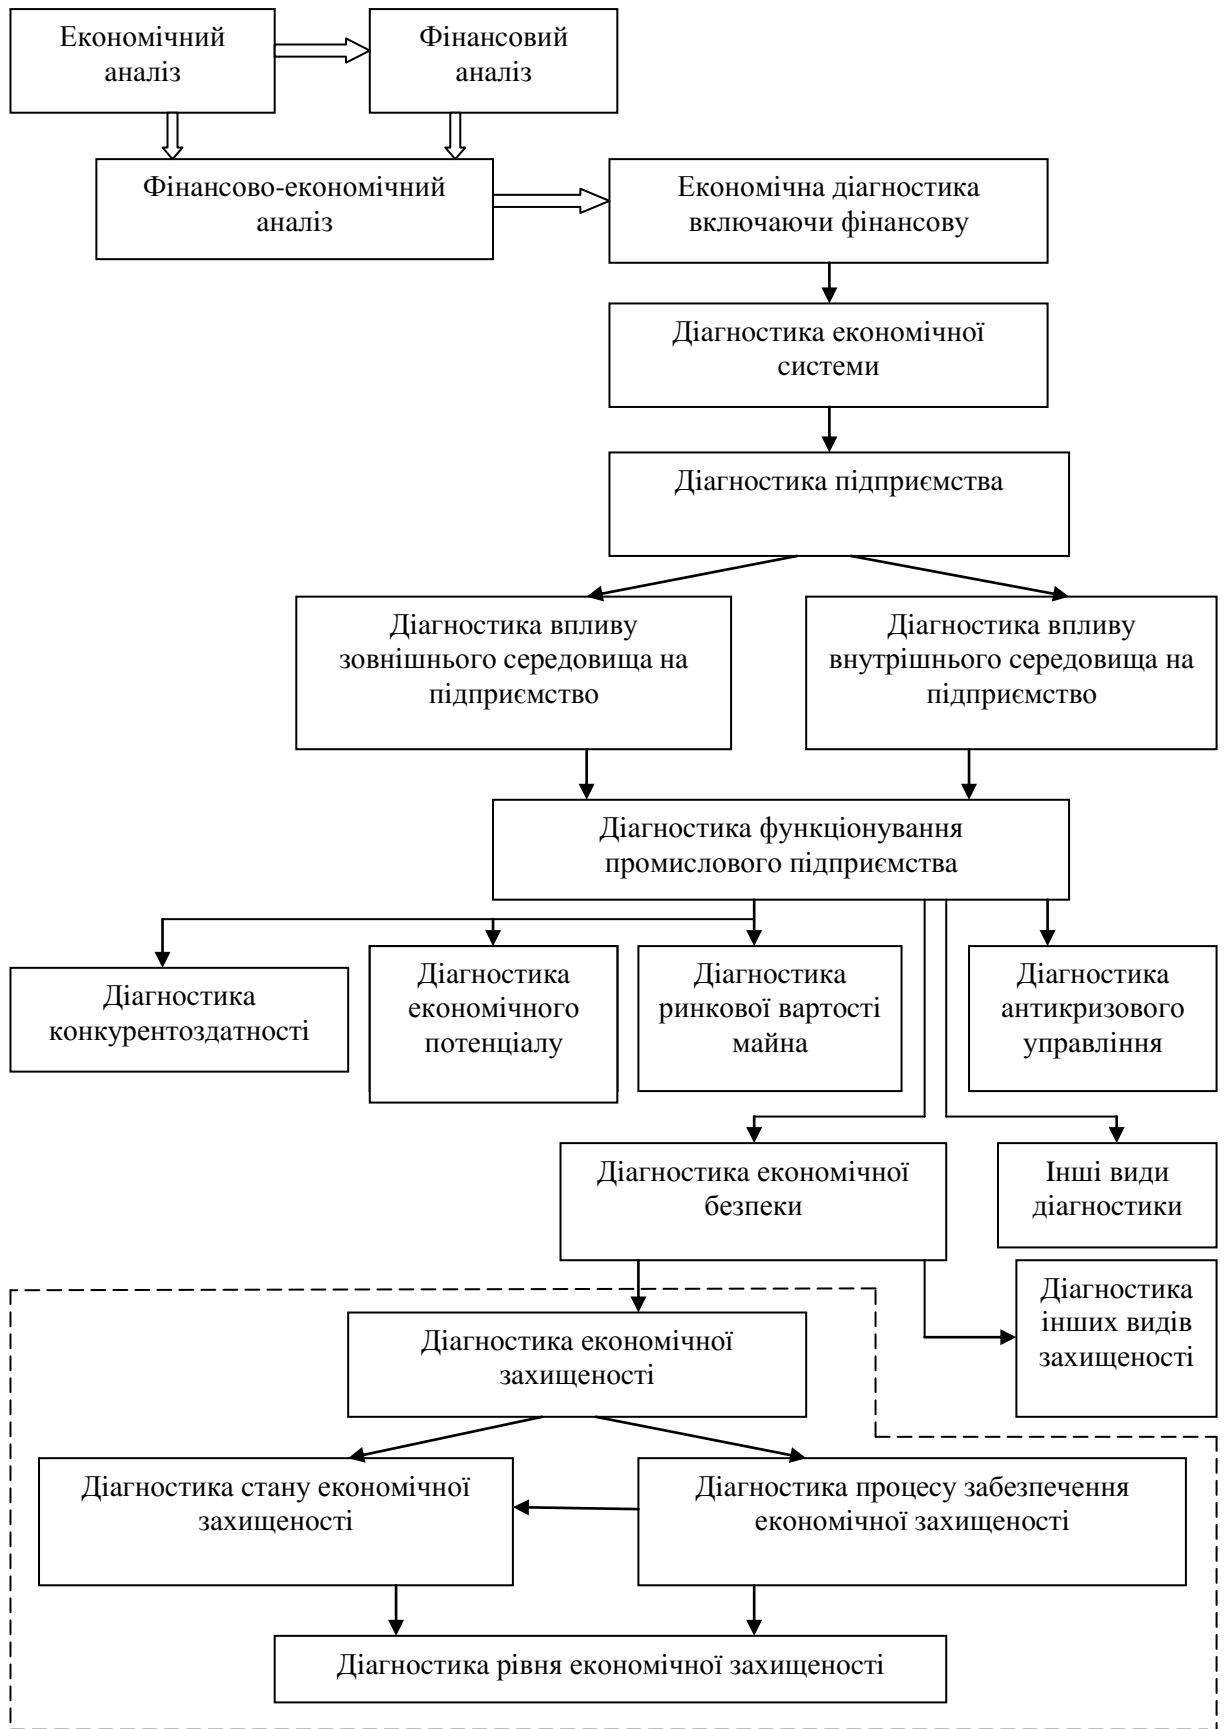 Економічний
аналіз
Фінансовий
аналіз
Фінансово-економічний
аналіз
Економічна діагностика
включаючи фінансову
Діагностика економічної
системи
Діагностика підприємства
Діагностика впливу
зовнішнього середовища на
підприємство
Діагностика впливу
внутрішнього середовища на
підприємство
Діагностика функціонування
промислового підприємства
Діагностика
конкурентоздатності
Діагностика
економічного
потенціалу
Діагностика
ринкової вартості
майна
Діагностика
антикризового
управління
Діагностика економічної
безпеки
Інші види
діагностики
Діагностика
інших видів
захищеності
Діагностика економічної
захищеності
Діагностика стану економічної
захищеності
Діагностика процесу забезпечення
економічної захищеності
Діагностика рівня економічної захищеності